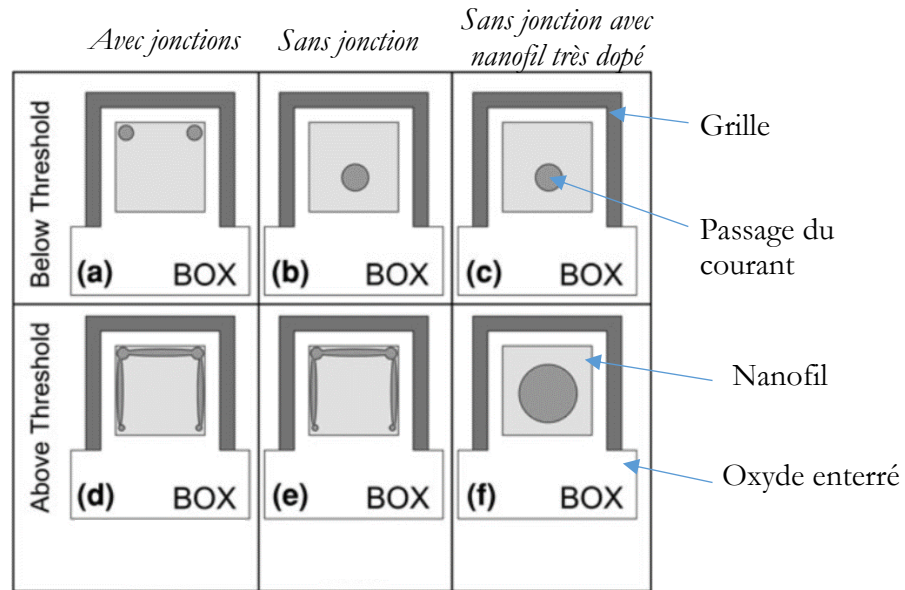 Avec jonctions
Sans jonction
Sans jonction avec
nanofil très dopé
Below Threshold
(a) BOX
(b) BOX
(c) BOX
Grille
Passage du
courant
Above Threshold
(d) BOX
(e) BOX
(f) BOX
Nanofil
Oxyde enterré